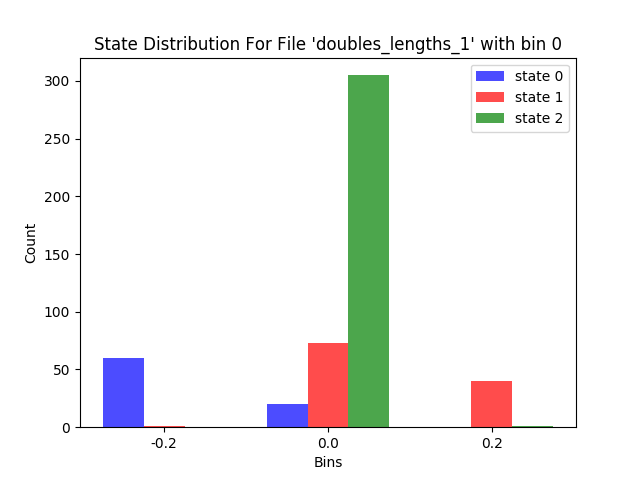 State Distribution For File 'doubles_lengths_1' with bin 0
state 0
state 1
state 2
300
250
200
150
100
50
0
Count
-0.2
0.0
0.2
Bins